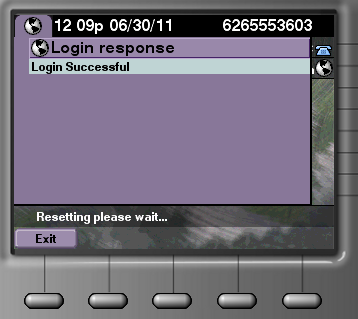 12 09p 06/30/11 6265553603
Login response
Login Successful
Resetting please wait...
Exit